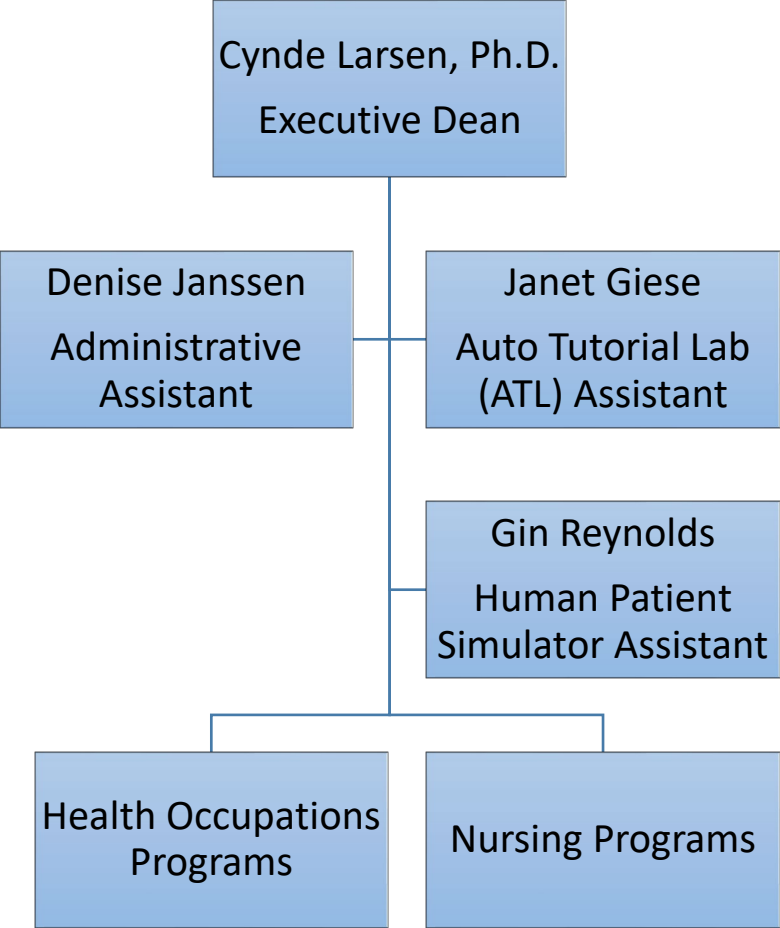 Cynde Larsen, Ph.D.
Executive Dean
Denise Janssen
Administrative
Assistant
Janet Giese
Auto Tutorial Lab
(ATL) Assistant
Gin Reynolds
Human Patient
Simulator Assistant
Health Occupations
Programs
Nursing Programs